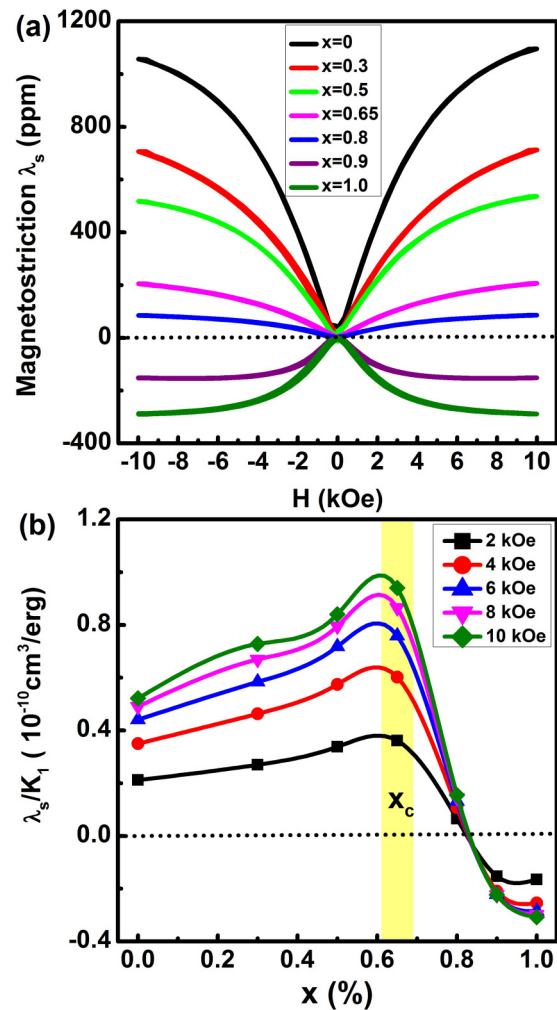 (a)
1200
800
400
0
-400
Magnetostriction λs (ppm)
x=0
x=0.3
x=0.5
x=0.65
x=0.8
x=0.9
x=1.0
-10 -8 -6 -4 -2 0 2 4 6 8 10
H (kOe)
(b)
1.2
0.8
0.4
0.0
-0.4
λs/K1 ( 10-10cm3/erg)
2 kOe
4 kOe
6 kOe
8 kOe
10 kOe
xc
0.0 0.2 0.4 0.6 0.8 1.0
x (%)